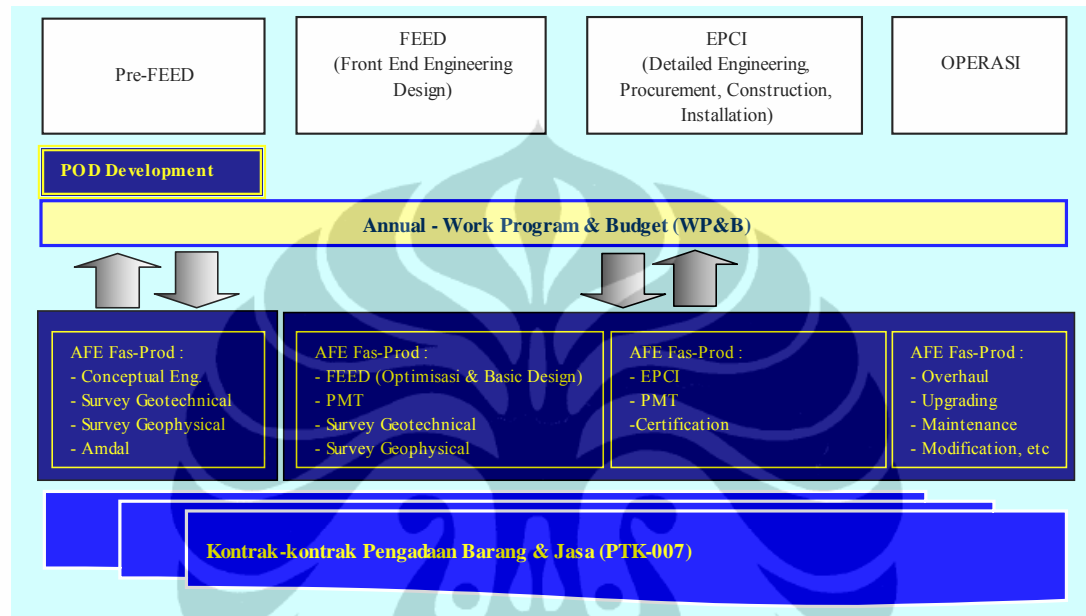 Pre-FEED
FEED
(Front End Engineering
Design)
EPCI
(Detailed Engineering,
Procurement, Construction,
Installation)
OPERASI
POD Development
Annual - Work Program & Budget (WP&B)
AFE Fas-Prod :
- Conceptual Eng.
- Survey Geotechnical
- Survey Geophysical
- Amdal
AFE Fas-Prod :
- FEED (Optimisasi & Basic Design)
- PMT
- Survey Geotechnical
- Survey Geophysical
AFE Fas-Prod :
- EPCI
- PMT
-Certification
AFE Fas-Prod :
- Overhaul
- Upgrading
- Maintenance
- Modification, etc
Kontrak-kontrak Pengadaan Barang & Jasa (PTK-007)